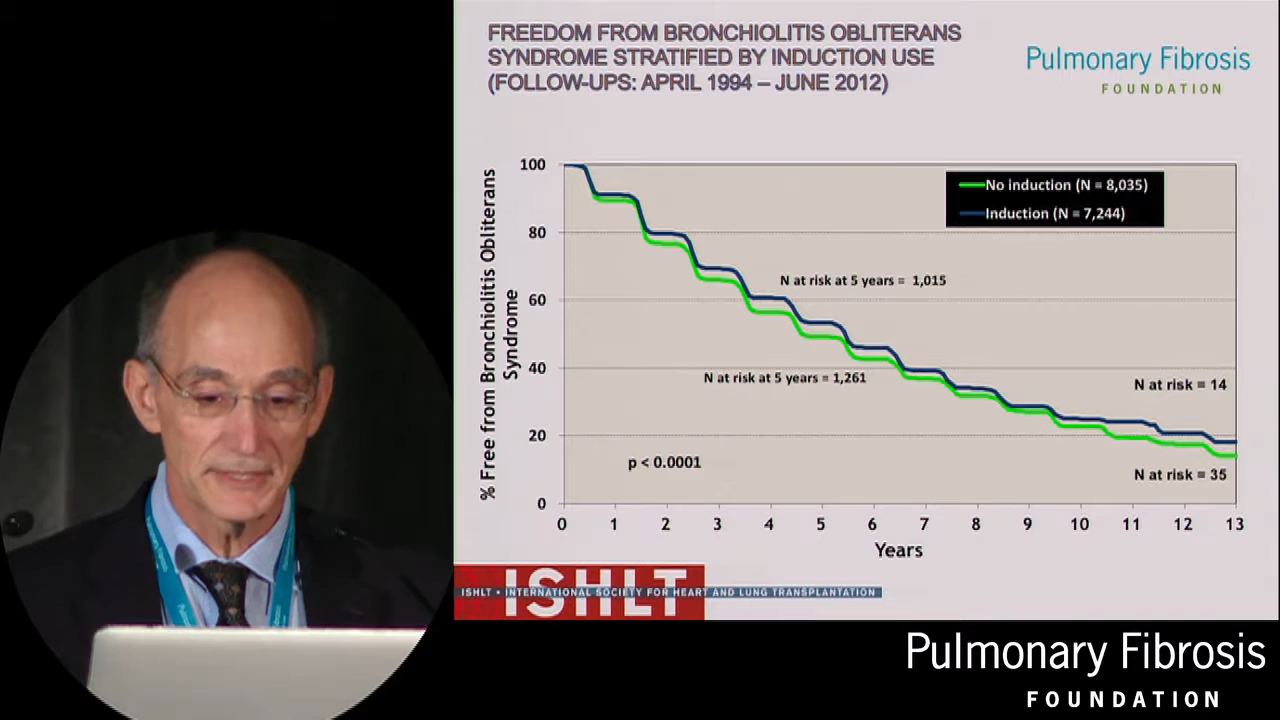 FREEDOM FROM BRONCHIOLITIS OBLITERANS
SYNDROME STRATIFIED BY INDUCTION USE
(FOLLOW-UPS: APRIL 1994 – JUNE 2012)
Pulmonary Fibrosis
FOUNDATION
% Free from Bronchiolitis Obliterans
Syndrome
100
80
60
40
20
0
No induction (N = 8,035)
Induction (N = 7,244)
N at risk at 5 years = 1,015
N at risk at 5 years = 1,261
N at risk = 14
p < 0.0001
N at risk = 35
0 1 2 3 4 5 6 7 8 9 10 11 12 13
Years
ISHLT
ISHLT • INTERNATIONAL SOCIETY FOR HEART AND LUNG TRANSPLANTATION
Pulmonary Fibrosis
FOUNDATION